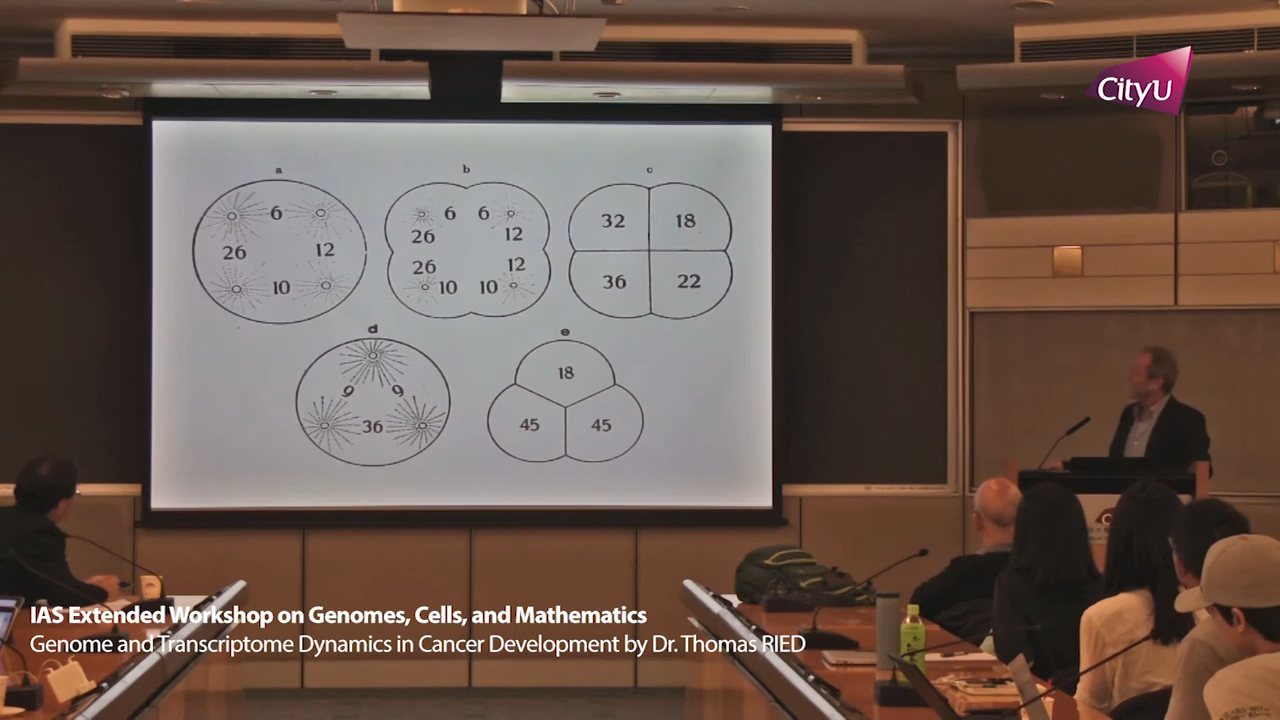 CityU
a
b
c
6
26
12
10
6 6
26 12
26 12
10 10
32 18
36 22
d
e
9 9
36
18
45 45
IAS Extended Workshop on Genomes, Cells, and Mathematics
Genome and Transcriptome Dynamics in Cancer Development by Dr. Thomas RIED